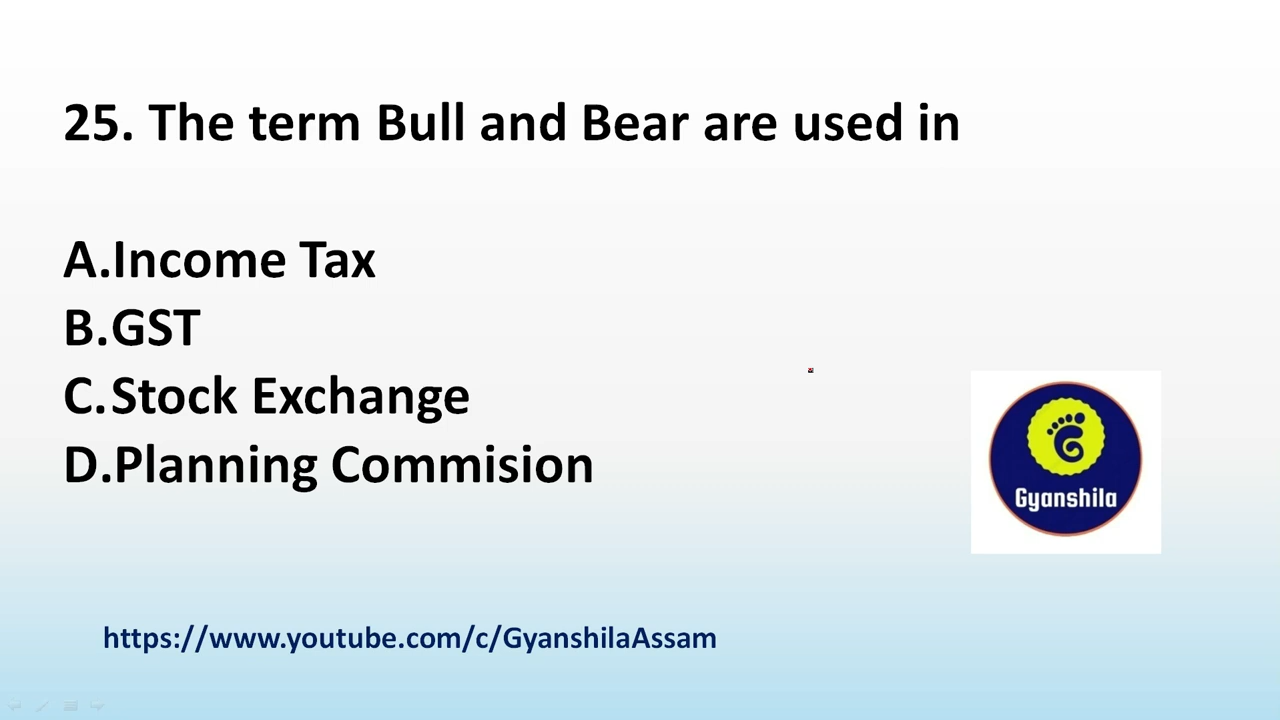 25. The term Bull and Bear are used in
A.Income Tax
B.GST
C.Stock Exchange
D.Planning Commision
Gyanshila
https://www.youtube.com/c/GyanshilaAssam